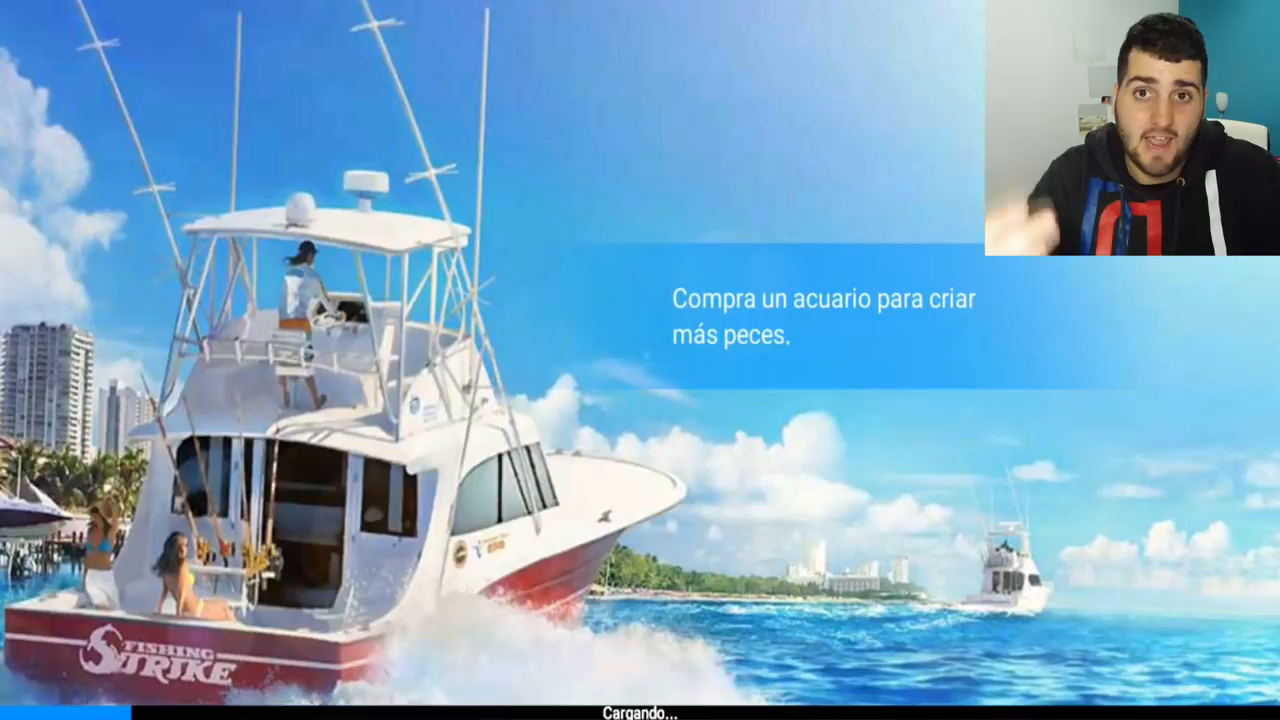 Compra un acuario para criar
más peces.
FISHING
STRIKE
Cargando...